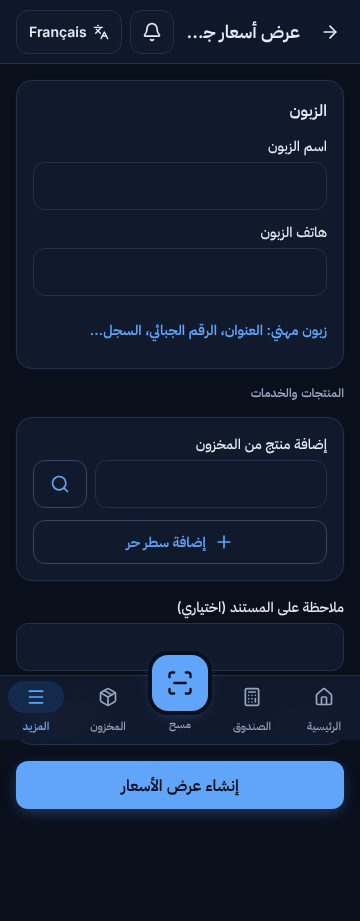 عرض أسعار جـ...
Français
الزبون
اسم الزبون
هاتف الزبون
زبون مهني: العنوان، الرقم الجبائي، السجل...
المنتجات والخدمات
إضافة منتج من المخزون
إضافة سطر حر
ملاحظة على المستند (اختياري)
الرئيسية
الصندوق
مسح
المخزون
المزيد
إنشاء عرض الأسعار